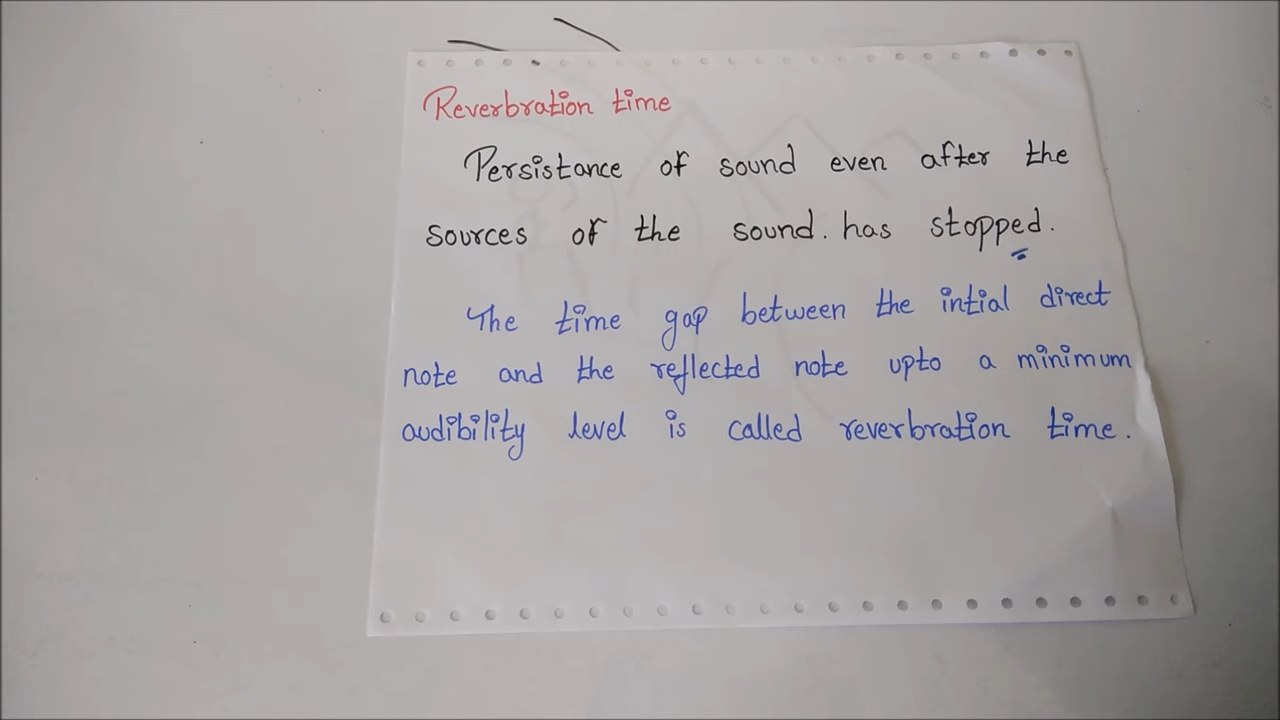 Reverbration time
Persistance of sound even after the
sources of the sound. has stopped.
The time gap between the intial direct
note and the reflected note upto a minimum
audibility level is called reverbration time.